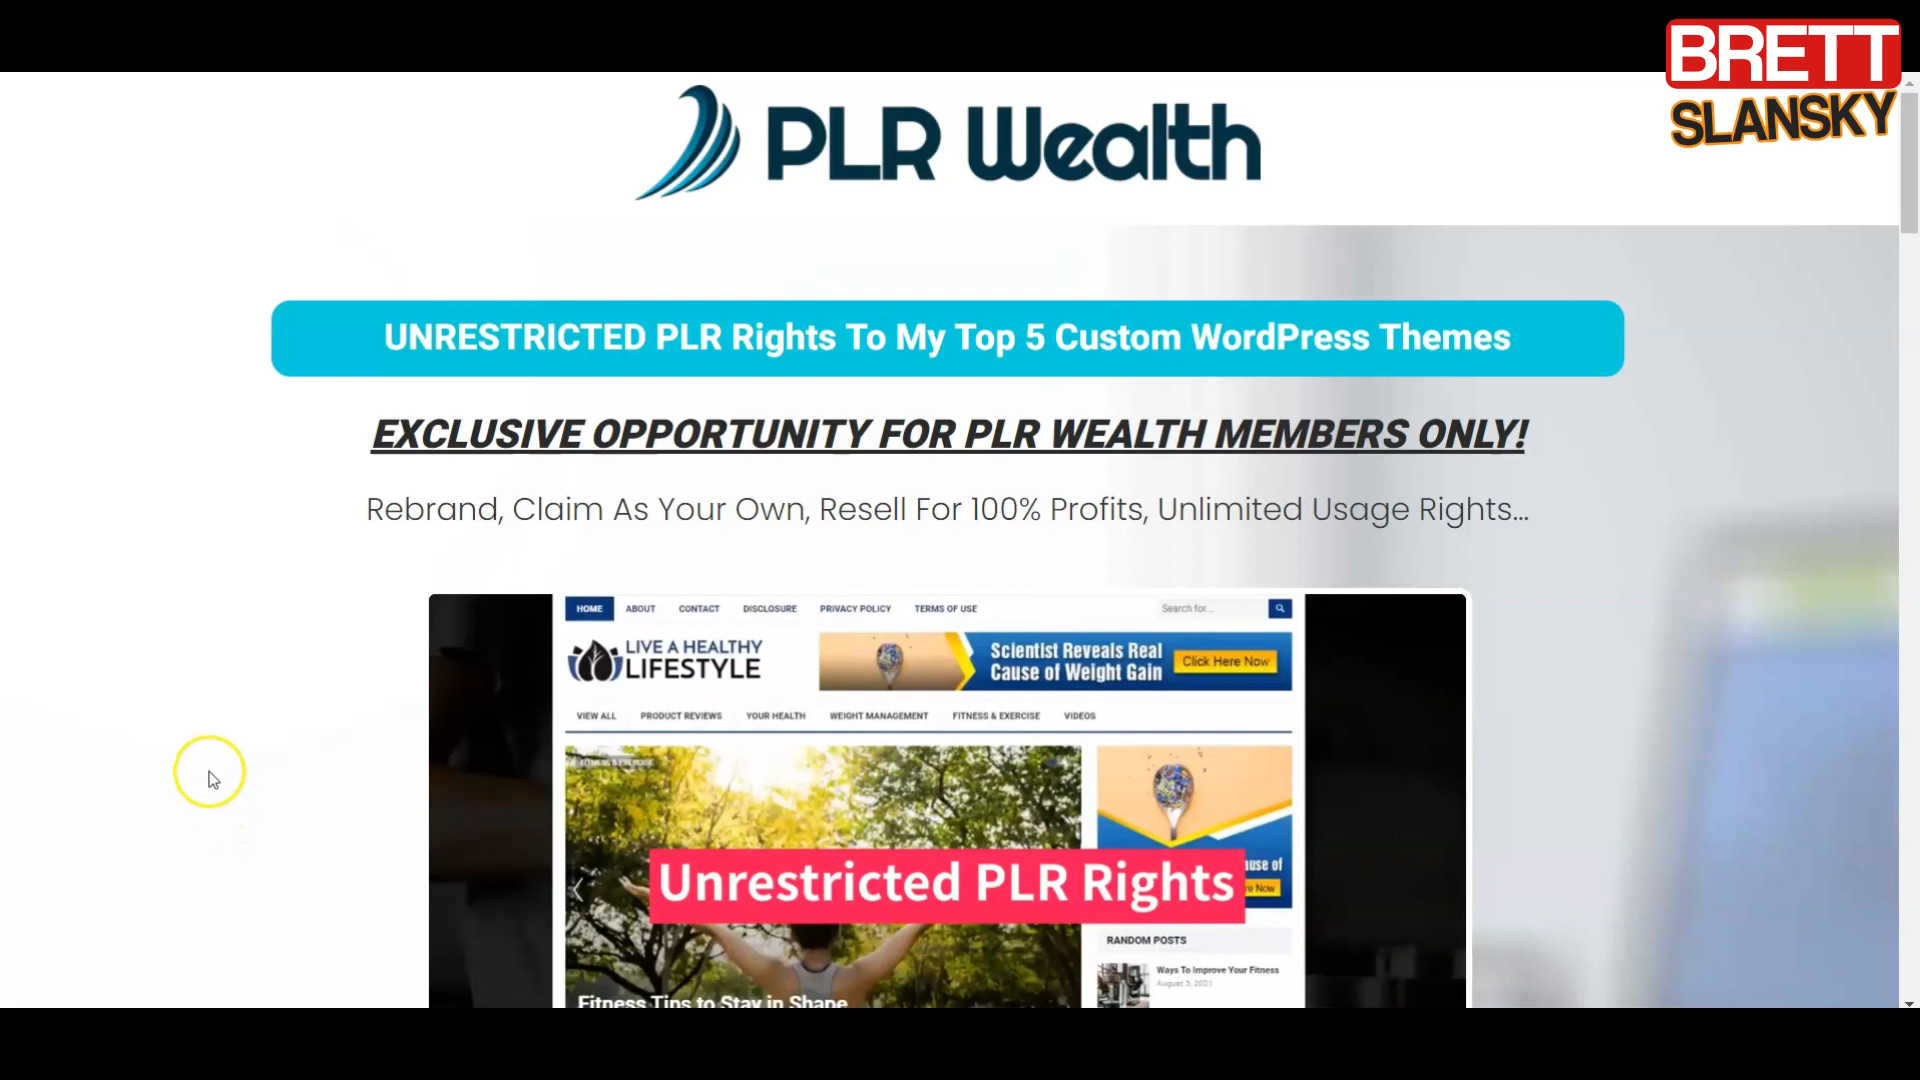 BRETT
SLANSKY
PLR Wealth
UNRESTRICTED PLR Rights To My Top 5 Custom WordPress Themes
EXCLUSIVE OPPORTUNITY FOR PLR WEALTH MEMBERS ONLY!
Rebrand, Claim As Your Own, Resell For 100% Profits, Unlimited Usage Rights...
HOME ABOUT CONTACT DISCLOSURE PRIVACY POLICY TERMS OF USE Search for...
LIVE A HEALTHY
LIFESTYLE
Scientist Reveals Real
Cause of Weight Gain
Click Here Now
VIEW ALL PRODUCT REVIEWS YOUR HEALTH WEIGHT MANAGEMENT FITNESS & EXERCISE VIDEOS
FITNESS & EXERCISE
Unrestricted PLR Rights
RANDOM POSTS
Ways To Improve Your Fitness
August 5, 2021
Fitness Tips to Stay in Shape